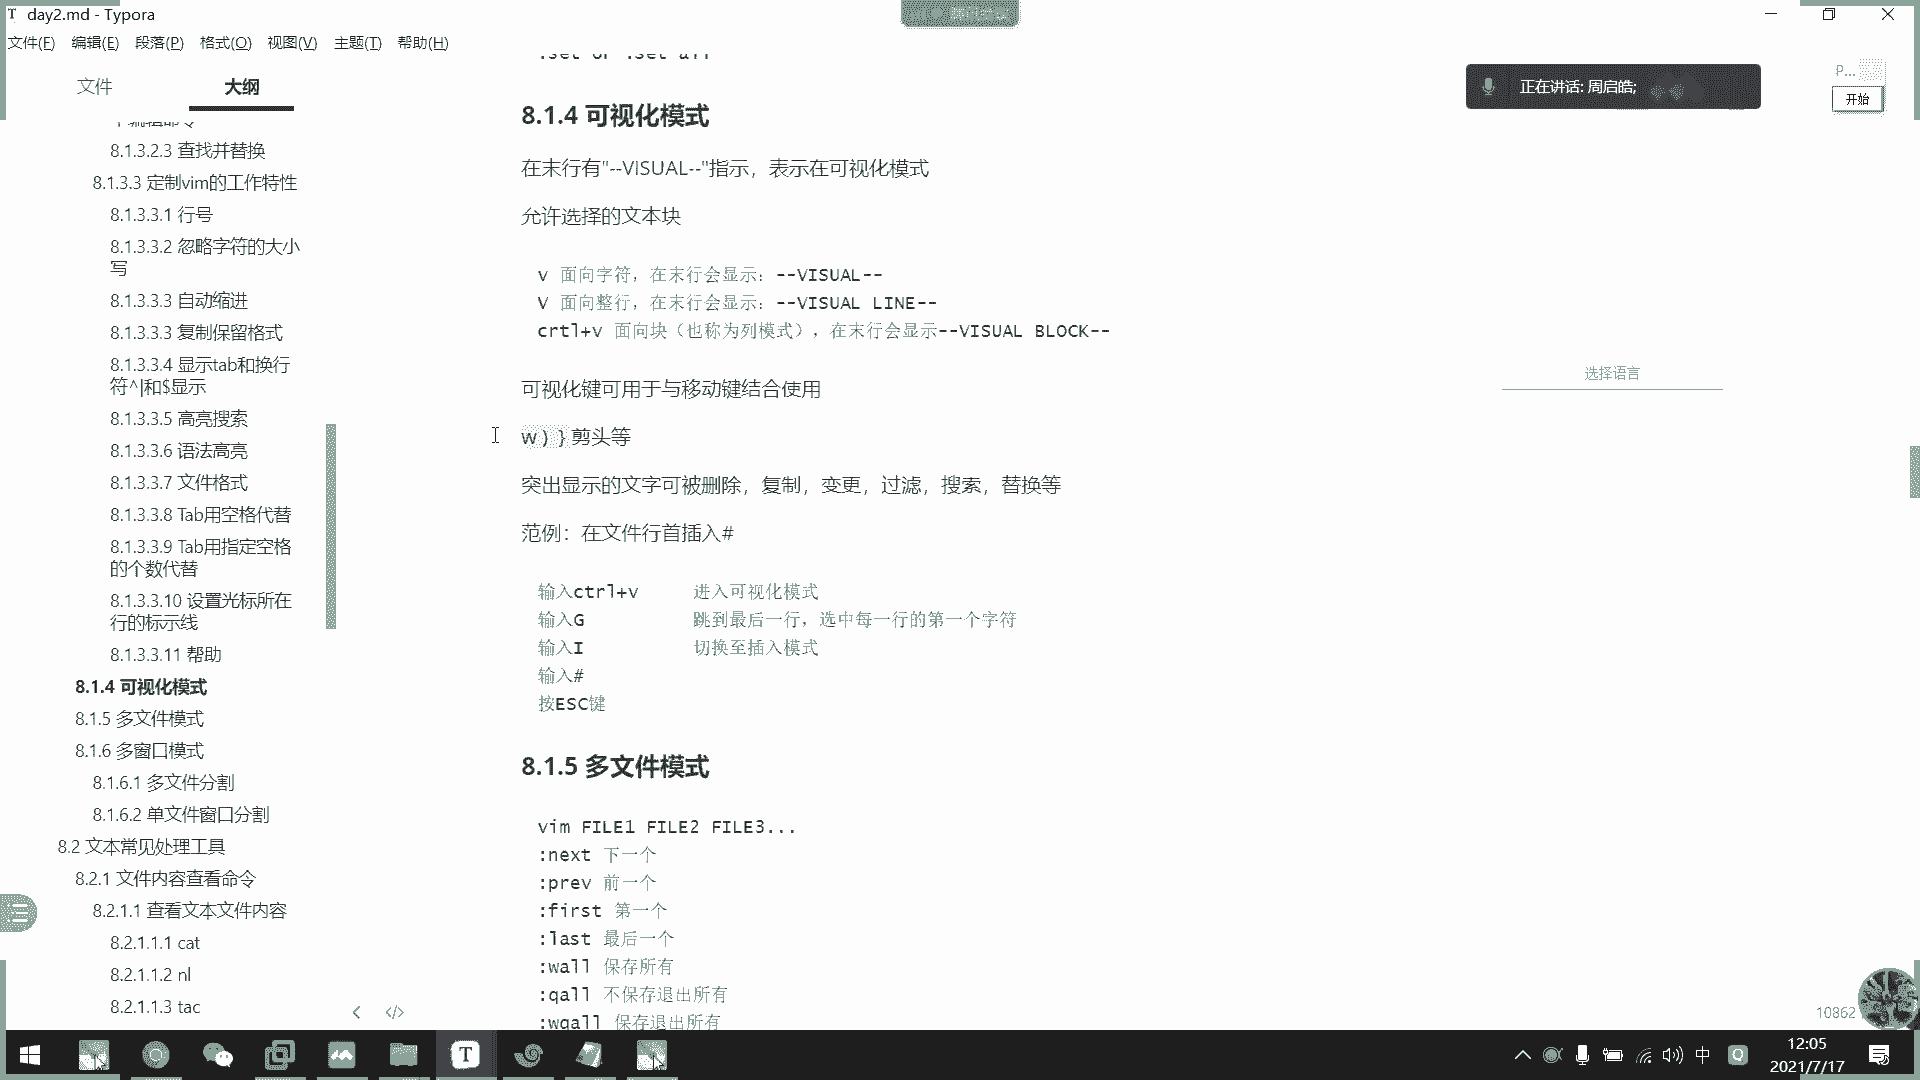 day2.md - Typora
文件(F) 编辑(E) 段落(P) 格式(O) 视图(V) 主题(T) 帮助(H)
文件 大纲
8.1.3.2.3 查找并替换
8.1.3.3 定制vim的工作特性
8.1.3.3.1 行号
8.1.3.3.2 忽略字符的大小
写
8.1.3.3.3 自动缩进
8.1.3.3.3 复制保留格式
8.1.3.3.4 显示tab和换行
符^|和$显示
8.1.3.3.5 高亮搜索
8.1.3.3.6 语法高亮
8.1.3.3.7 文件格式
8.1.3.3.8 Tab用空格代替
8.1.3.3.9 Tab用指定空格
的个数代替
8.1.3.3.10 设置光标所在
行的标示线
8.1.3.3.11 帮助
8.1.4 可视化模式
8.1.5 多文件模式
8.1.6 多窗口模式
8.1.6.1 多文件分割
8.1.6.2 单文件窗口分割
8.2 文本常见处理工具
8.2.1 文件内容查看命令
8.2.1.1 查看文本文件内容
8.2.1.1.1 cat
8.2.1.1.2 nl
8.2.1.1.3 tac
:set or :set all
8.1.4 可视化模式
在末行有"--VISUAL--"指示，表示在可视化模式
允许选择的文本块
v 面向字符，在末行会显示：--VISUAL--
V 面向整行，在末行会显示：--VISUAL LINE--
crtl+v 面向块（也称为列模式），在末行会显示--VISUAL BLOCK--
可视化键可用于与移动键结合使用
w ) } 剪头等
突出显示的文字可被删除，复制，变更，过滤，搜索，替换等
范例：在文件行首插入#
输入ctrl+v 进入可视化模式
输入G 跳到最后一行，选中每一行的第一个字符
输入I 切换至插入模式
输入#
按ESC键
8.1.5 多文件模式
vim FILE1 FILE2 FILE3...
:next 下一个
:prev 前一个
:first 第一个
:last 最后一个
:wall 保存所有
:qall 不保存退出所有
:wqall 保存退出所有
正在讲话: 周启皓;
P...
开始
选择语言
10862
中
12:05
2021/7/17